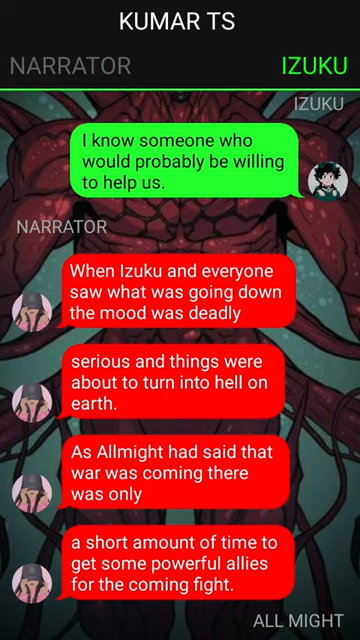 KUMAR TS
NARRATOR
IZUKU
IZUKU
I know someone who
would probably be willing
to help us.
NARRATOR
When Izuku and everyone
saw what was going down
the mood was deadly
serious and things were
about to turn into hell on
earth.
As Allmight had said that
war was coming there
was only
a short amount of time to
get some powerful allies
for the coming fight.
ALL MIGHT